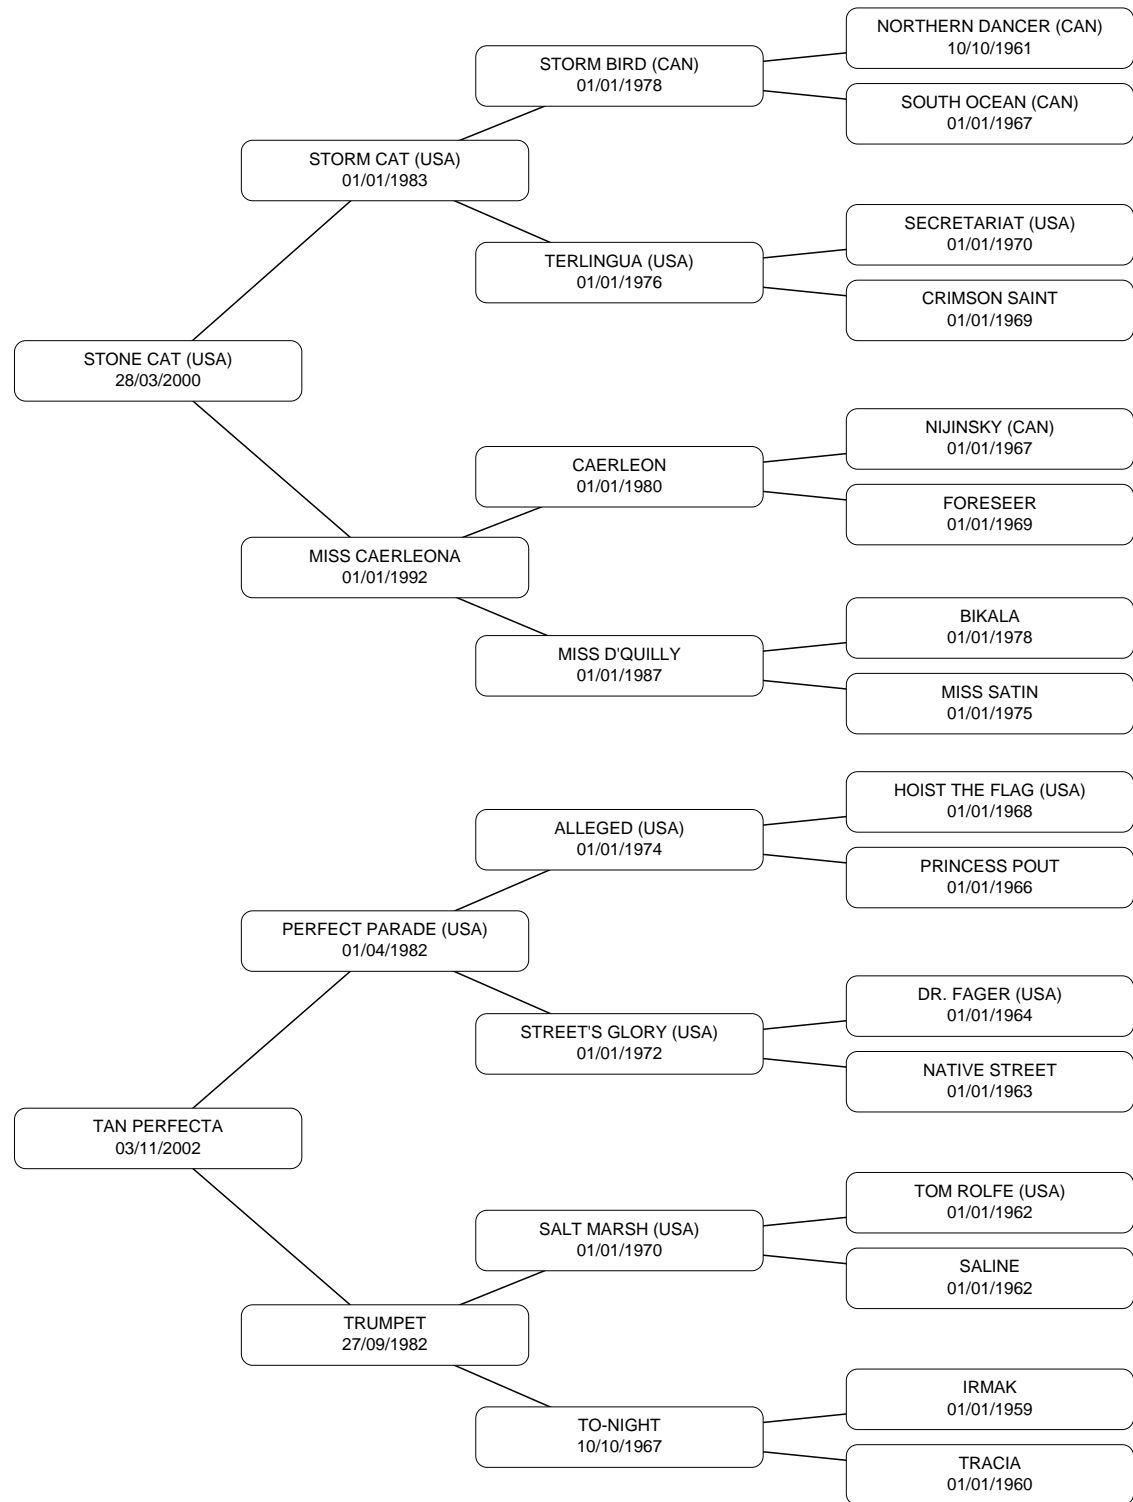 NORTHERN DANCER (CAN)
10/10/1961
STORM BIRD (CAN)
01/01/1978
SOUTH OCEAN (CAN)
01/01/1967
STORM CAT (USA)
01/01/1983
SECRETARIAT (USA)
01/01/1970
TERLINGUA (USA)
01/01/1976
CRIMSON SAINT
01/01/1969
STONE CAT (USA)
28/03/2000
NIJINSKY (CAN)
01/01/1967
CAERLEON
01/01/1980
FORESEER
01/01/1969
MISS CAERLEONA
01/01/1992
BIKALA
01/01/1978
MISS D'QUILLY
01/01/1987
MISS SATIN
01/01/1975
HOIST THE FLAG (USA)
01/01/1968
ALLEGED (USA)
01/01/1974
PRINCESS POUT
01/01/1966
PERFECT PARADE (USA)
01/04/1982
DR. FAGER (USA)
01/01/1964
STREET'S GLORY (USA)
01/01/1972
NATIVE STREET
01/01/1963
TAN PERFECTA
03/11/2002
TOM ROLFE (USA)
01/01/1962
SALT MARSH (USA)
01/01/1970
SALINE
01/01/1962
TRUMPET
27/09/1982
IRMAK
01/01/1959
TO-NIGHT
10/10/1967
TRACIA
01/01/1960